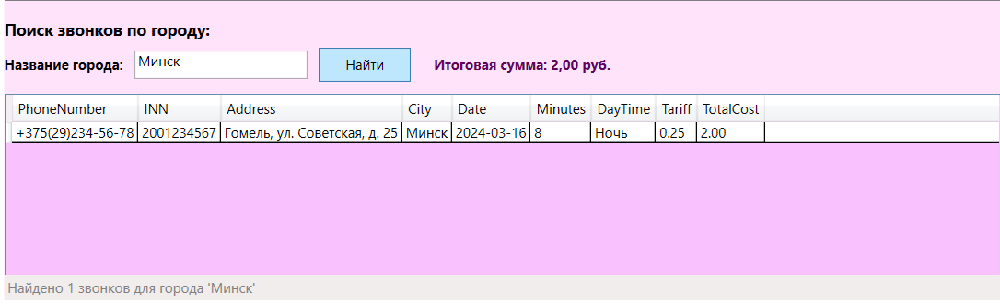 Поиск звонков по городу:
Название города: Минск Найти Итоговая сумма: 2,00 руб.
PhoneNumber INN Address City Date Minutes DayTime Tariff TotalCost
+375(29)234-56-78 2001234567 Гомель, ул. Советская, д. 25 Минск 2024-03-16 8 Ночь 0.25 2.00
Найдено 1 звонков для города 'Минск'